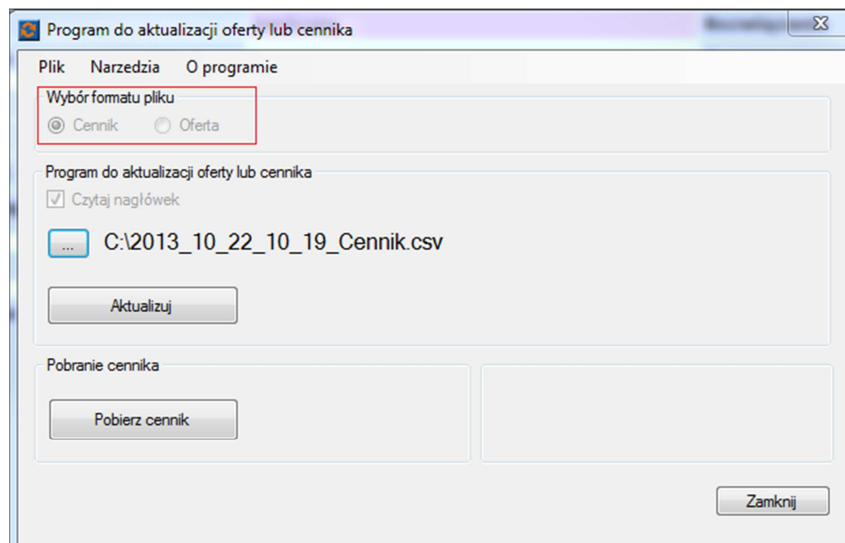 Program do aktualizacji oferty lub cennika
Plik Narzedzia O programie
Wybór formatu pliku
Cennik Oferta
Program do aktualizacji oferty lub cennika
Czytaj nagłówek
... C:\2013_10_22_10_19_Cennik.csv
Aktualizuj
Pobranie cennika
Pobierz cennik
Zamknij